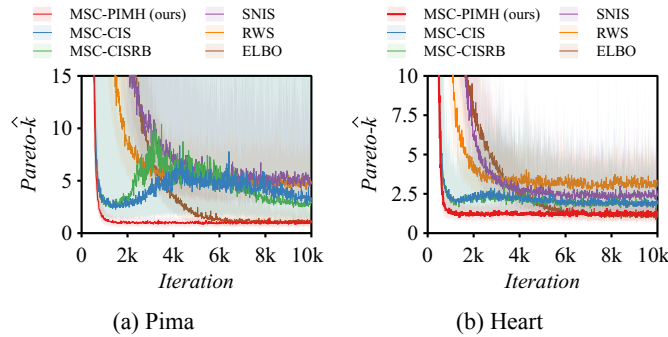 MSC-PIMH (ours) SNIS
MSC-CIS RWS
MSC-CISRB ELBO
15
10
5
0
Pareto-k̂
0 2k 4k 6k 8k 10k
Iteration
(a) Pima
MSC-PIMH (ours) SNIS
MSC-CIS RWS
MSC-CISRB ELBO
10
7.5
5
2.5
0
Pareto-k̂
0 2k 4k 6k 8k 10k
Iteration
(b) Heart